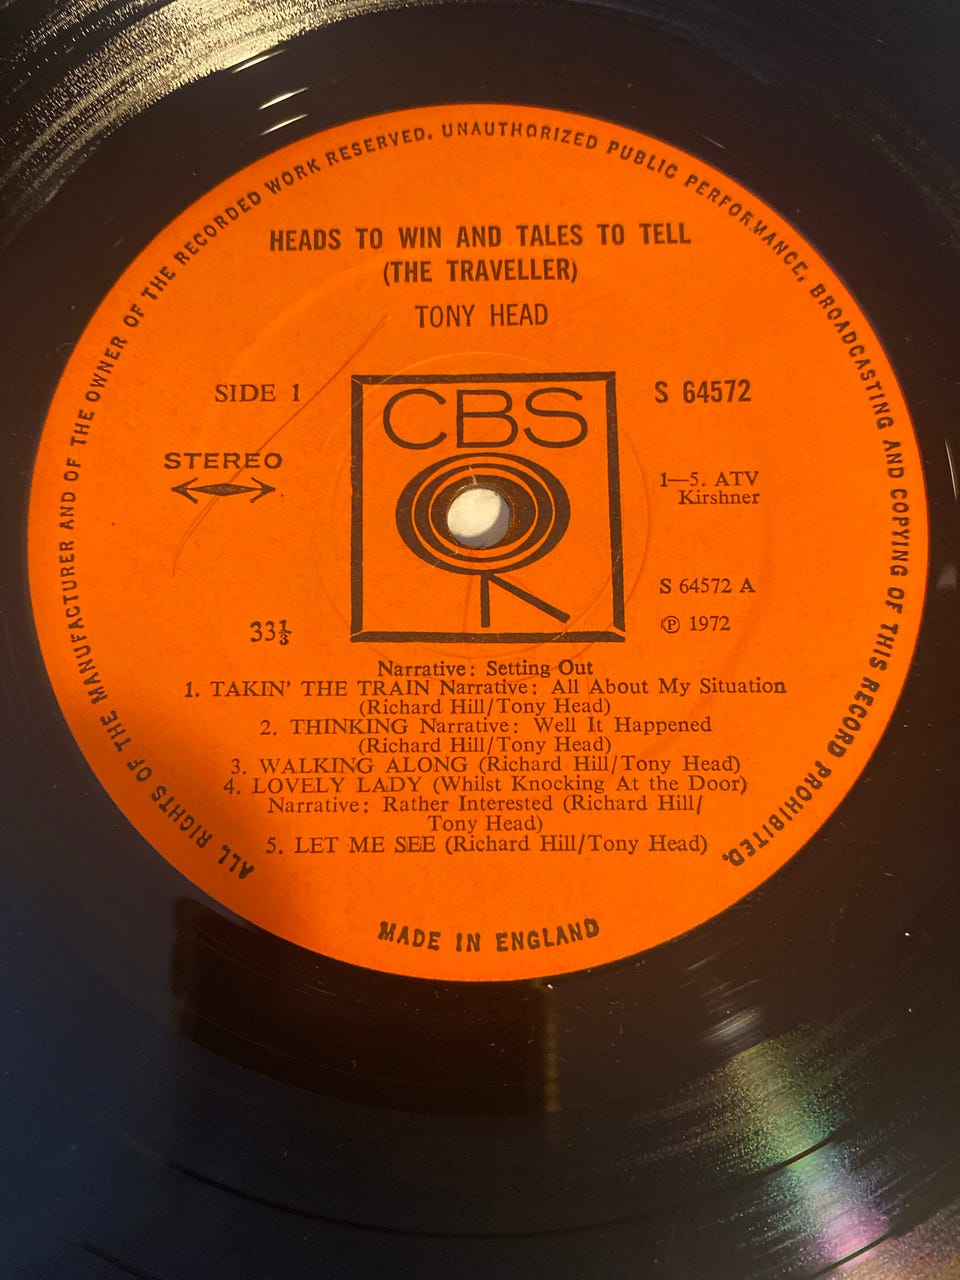 ALL RIGHTS OF THE MANUFACTURER AND OF THE OWNER OF THE RECORDED WORK RESERVED. UNAUTHORIZED PUBLIC PERFORMANCE, BROADCASTING AND COPYING OF THIS RECORD PROHIBITED.
HEADS TO WIN AND TALES TO TELL
(THE TRAVELLER)
TONY HEAD
SIDE 1
CBS
S 64572
STEREO
1—5. ATV
Kirshner
S 64572 A
33⅓
℗ 1972
Narrative: Setting Out
1. TAKIN' THE TRAIN Narrative: All About My Situation
(Richard Hill/Tony Head)
2. THINKING Narrative: Well It Happened
(Richard Hill/Tony Head)
3. WALKING ALONG (Richard Hill/Tony Head)
4. LOVELY LADY (Whilst Knocking At the Door)
Narrative: Rather Interested (Richard Hill/
Tony Head)
5. LET ME SEE (Richard Hill/Tony Head)
MADE IN ENGLAND